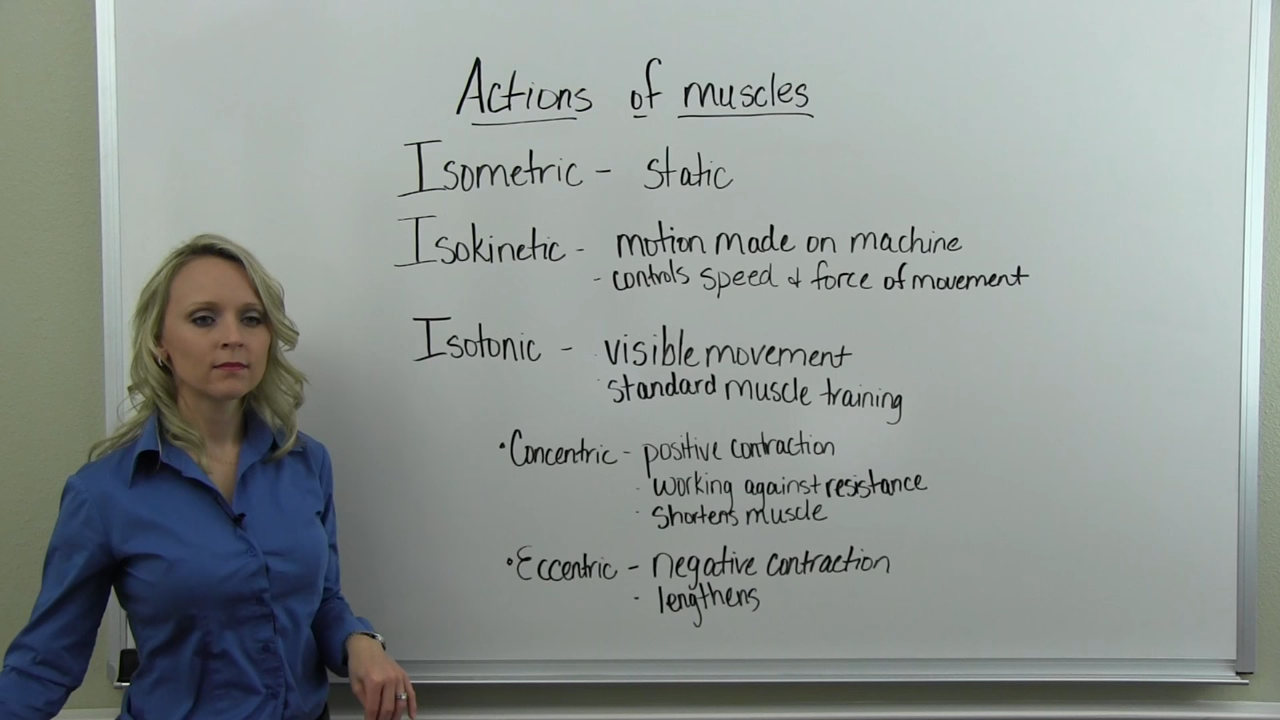 Actions of muscles
Isometric - static
Isokinetic - motion made on machine
- controls speed & force of movement
Isotonic - visible movement
· standard muscle training
• Concentric - positive contraction
· working against resistance
· shortens muscle
• Eccentric - negative contraction
- lengthens